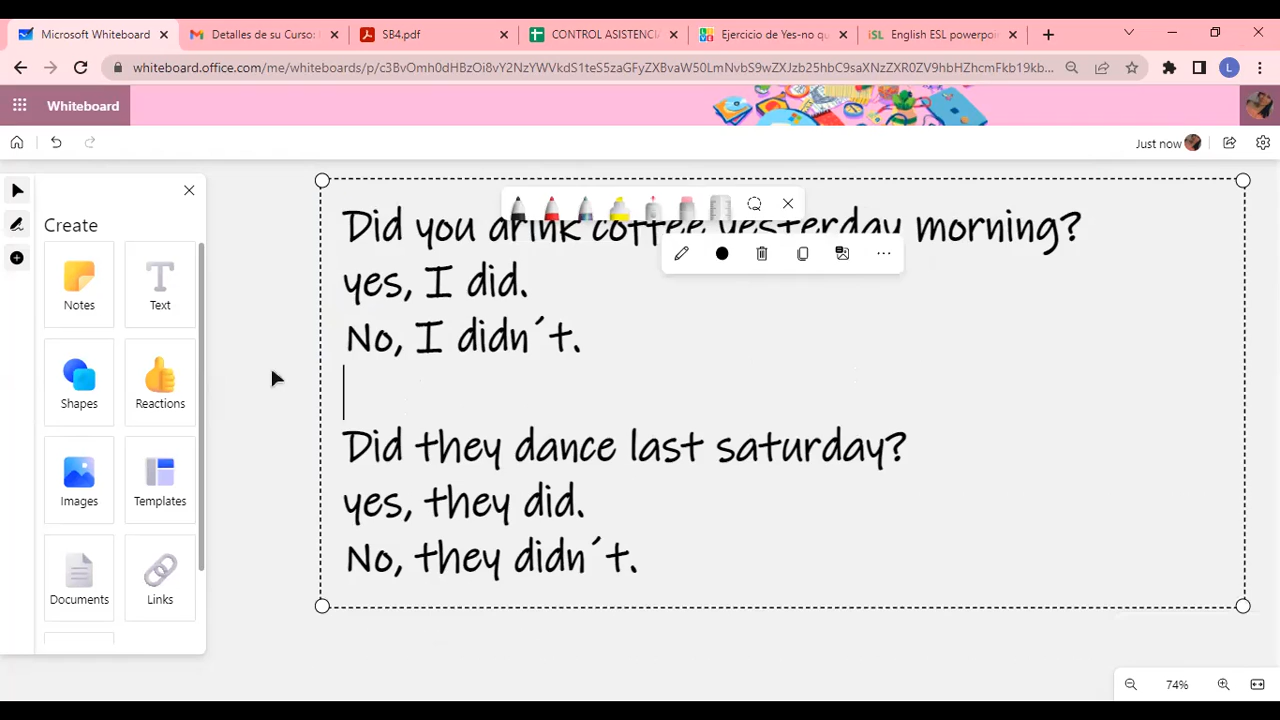 Microsoft Whiteboard
Detalles de su Curso:
SB4.pdf
CONTROL ASISTENCI
Ejercicio de Yes-no qu
English ESL powerpoin
whiteboard.office.com/me/whiteboards/p/
Whiteboard
Just now
Create
Notes
Text
Shapes
Reactions
Images
Templates
Documents
Links
Did you drink coffee yesterday morning?
yes, I did.
No, I didn´t.
Did they dance last saturday?
yes, they did.
No, they didn´t.
74%